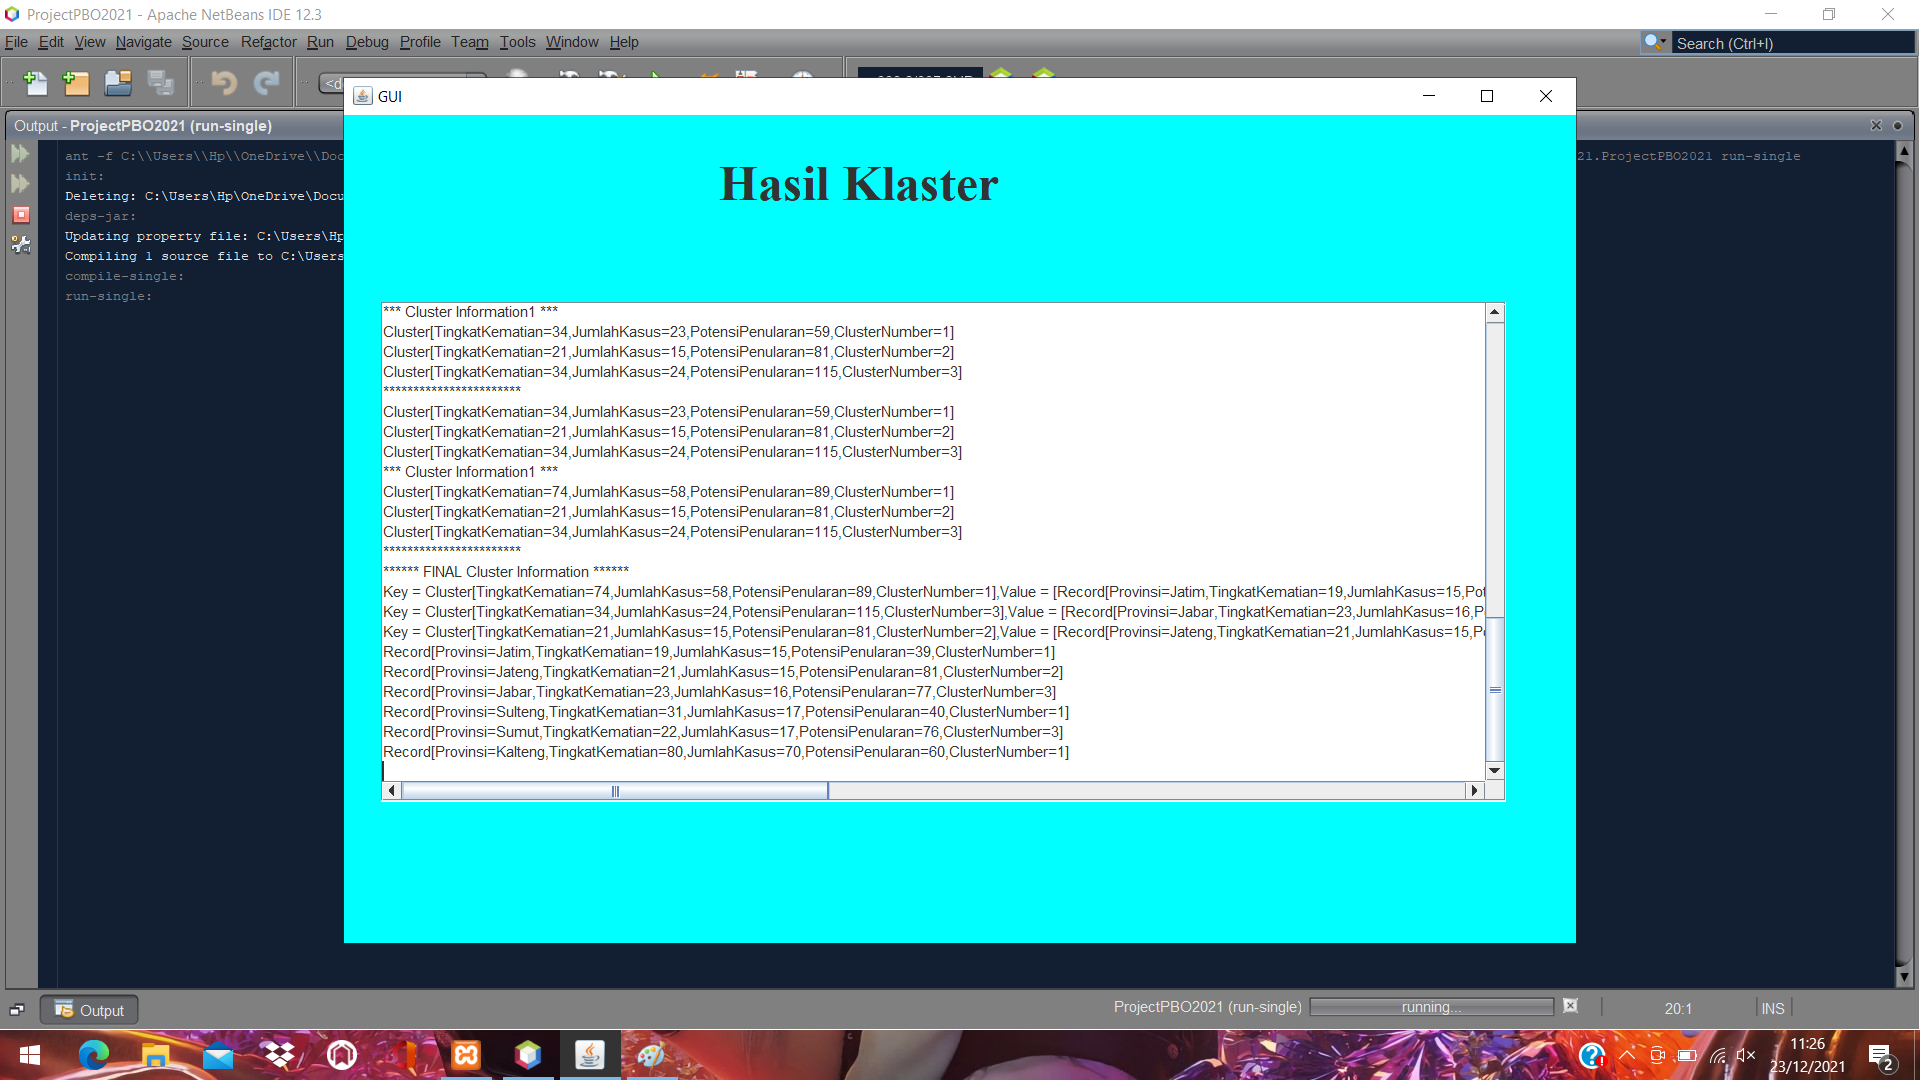 ProjectPBO2021 - Apache NetBeans IDE 12.3
File Edit View Navigate Source Refactor Run Debug Profile Team Tools Window Help
Search (Ctrl+I)
<d
GUI
Output - ProjectPBO2021 (run-single)
ant -f C:\\Users\\Hp\\OneDrive\\Doc
21.ProjectPBO2021 run-single
init:
Deleting: C:\Users\Hp\OneDrive\Docu
deps-jar:
Updating property file: C:\Users\Hp
Compiling 1 source file to C:\Users
compile-single:
run-single:
Hasil Klaster
*** Cluster Information1 ***
Cluster[TingkatKematian=34,JumlahKasus=23,PotensiPenularan=59,ClusterNumber=1]
Cluster[TingkatKematian=21,JumlahKasus=15,PotensiPenularan=81,ClusterNumber=2]
Cluster[TingkatKematian=34,JumlahKasus=24,PotensiPenularan=115,ClusterNumber=3]
***********************
Cluster[TingkatKematian=34,JumlahKasus=23,PotensiPenularan=59,ClusterNumber=1]
Cluster[TingkatKematian=21,JumlahKasus=15,PotensiPenularan=81,ClusterNumber=2]
Cluster[TingkatKematian=34,JumlahKasus=24,PotensiPenularan=115,ClusterNumber=3]
*** Cluster Information1 ***
Cluster[TingkatKematian=74,JumlahKasus=58,PotensiPenularan=89,ClusterNumber=1]
Cluster[TingkatKematian=21,JumlahKasus=15,PotensiPenularan=81,ClusterNumber=2]
Cluster[TingkatKematian=34,JumlahKasus=24,PotensiPenularan=115,ClusterNumber=3]
***********************
****** FINAL Cluster Information ******
Key = Cluster[TingkatKematian=74,JumlahKasus=58,PotensiPenularan=89,ClusterNumber=1],Value = [Record[Provinsi=Jatim,TingkatKematian=19,JumlahKasus=15,Pot
Key = Cluster[TingkatKematian=34,JumlahKasus=24,PotensiPenularan=115,ClusterNumber=3],Value = [Record[Provinsi=Jabar,TingkatKematian=23,JumlahKasus=16,P
Key = Cluster[TingkatKematian=21,JumlahKasus=15,PotensiPenularan=81,ClusterNumber=2],Value = [Record[Provinsi=Jateng,TingkatKematian=21,JumlahKasus=15,P
Record[Provinsi=Jatim,TingkatKematian=19,JumlahKasus=15,PotensiPenularan=39,ClusterNumber=1]
Record[Provinsi=Jateng,TingkatKematian=21,JumlahKasus=15,PotensiPenularan=81,ClusterNumber=2]
Record[Provinsi=Jabar,TingkatKematian=23,JumlahKasus=16,PotensiPenularan=77,ClusterNumber=3]
Record[Provinsi=Sulteng,TingkatKematian=31,JumlahKasus=17,PotensiPenularan=40,ClusterNumber=1]
Record[Provinsi=Sumut,TingkatKematian=22,JumlahKasus=17,PotensiPenularan=76,ClusterNumber=3]
Record[Provinsi=Kalteng,TingkatKematian=80,JumlahKasus=70,PotensiPenularan=60,ClusterNumber=1]
Output
ProjectPBO2021 (run-single)
running...
20:1
INS
11:26
23/12/2021
2